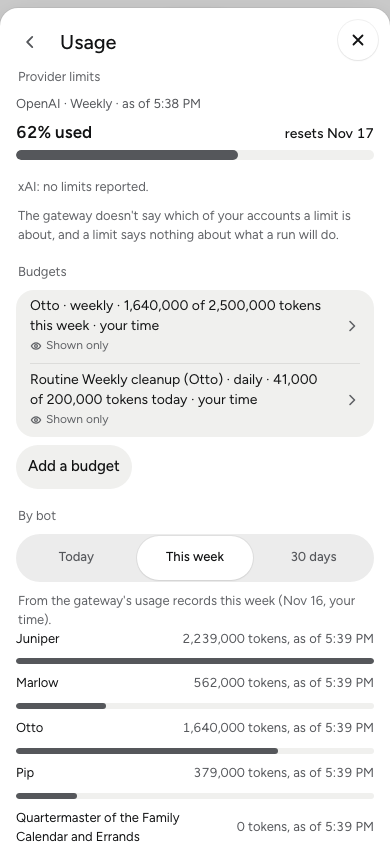 Usage
Provider limits
OpenAI · Weekly · as of 5:38 PM
62% used
resets Nov 17
xAI: no limits reported.
The gateway doesn't say which of your accounts a limit is
about, and a limit says nothing about what a run will do.
Budgets
Otto · weekly · 1,640,000 of 2,500,000 tokens
this week · your time
Shown only
Routine Weekly cleanup (Otto) · daily · 41,000
of 200,000 tokens today · your time
Shown only
Add a budget
By bot
Today
This week
30 days
From the gateway's usage records this week (Nov 16, your
time).
Juniper
2,239,000 tokens, as of 5:39 PM
Marlow
562,000 tokens, as of 5:39 PM
Otto
1,640,000 tokens, as of 5:39 PM
Pip
379,000 tokens, as of 5:39 PM
Quartermaster of the Family
Calendar and Errands
0 tokens, as of 5:39 PM